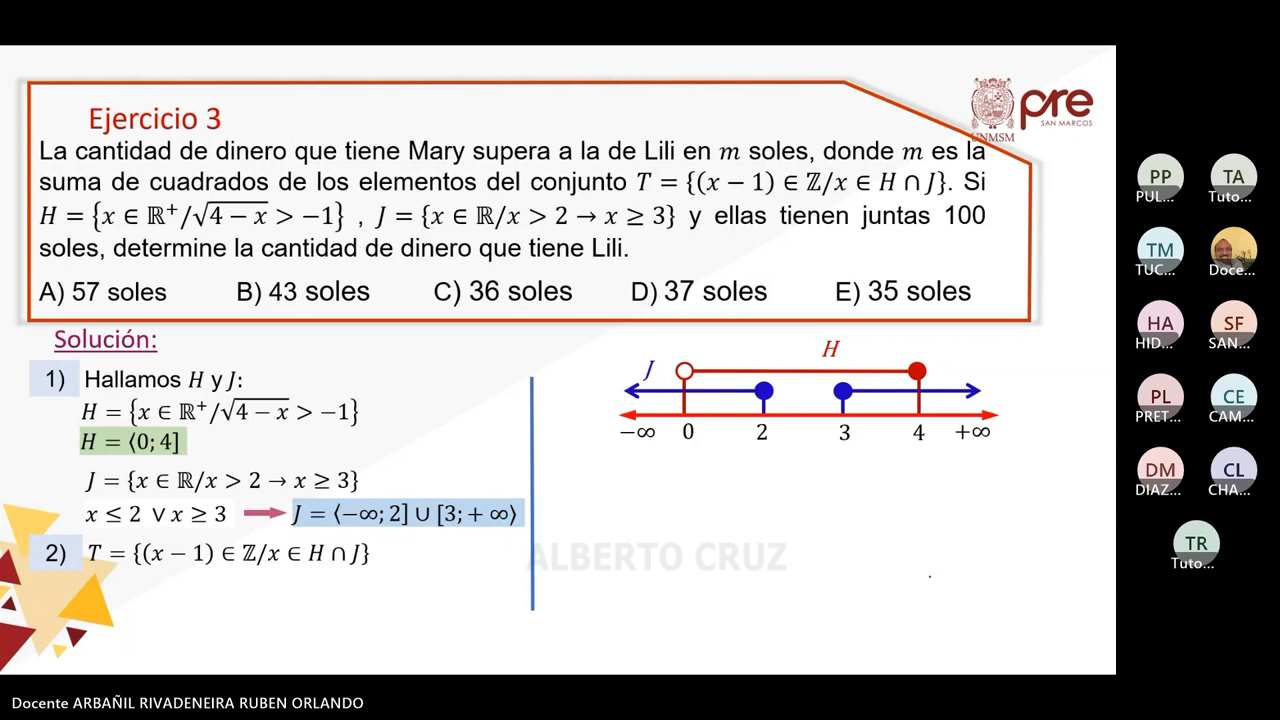 Ejercicio 3
UNMSM
pre
SAN MARCOS
La cantidad de dinero que tiene Mary supera a la de Lili en m soles, donde m es la
suma de cuadrados de los elementos del conjunto T = {(x − 1) ∈ ℤ/x ∈ H ∩ J}. Si
H = {x ∈ ℝ⁺/√(4 − x) > −1} , J = {x ∈ ℝ/x > 2 → x ≥ 3} y ellas tienen juntas 100
soles, determine la cantidad de dinero que tiene Lili.
A) 57 soles B) 43 soles C) 36 soles D) 37 soles E) 35 soles
Solución:
1) Hallamos H y J:
H = {x ∈ ℝ⁺/√(4 − x) > −1}
H = ⟨0; 4]
J = {x ∈ ℝ/x > 2 → x ≥ 3}
x ≤ 2 ∨ x ≥ 3 J = ⟨−∞; 2] ∪ [3; + ∞⟩
2) T = {(x − 1) ∈ ℤ/x ∈ H ∩ J}
H
J
−∞ 0 2 3 4 +∞
ALBERTO CRUZ
PP TA
PUL... Tuto...
TM
TUC... Doce...
HA SF
HID... SAN...
PL CE
PRET... CAM...
DM CL
DIAZ... CHA...
TR
Tuto...
Docente ARBAÑIL RIVADENEIRA RUBEN ORLANDO